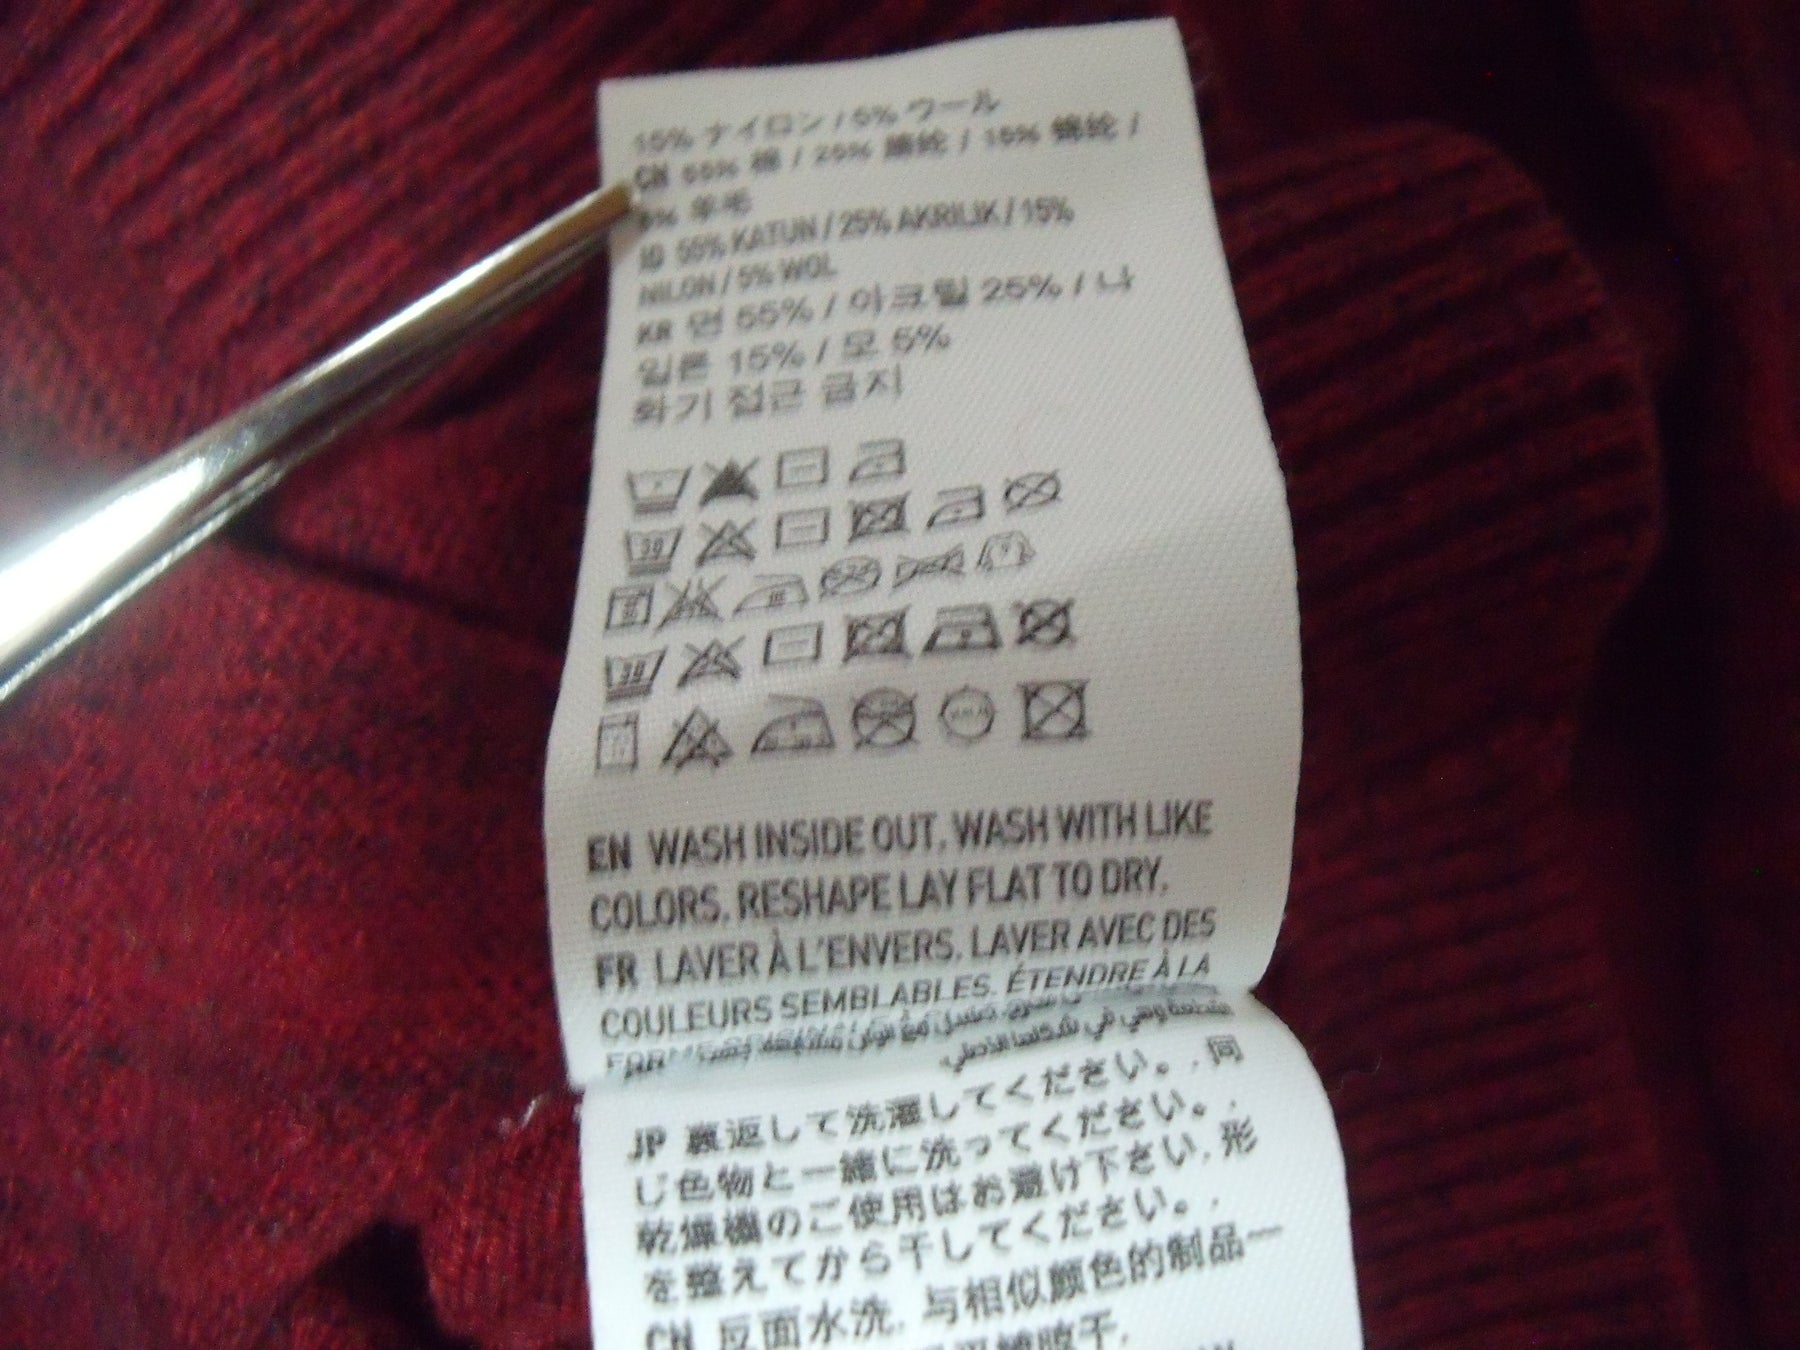 15% ナイロン / 5% ウール
CN 55% 棉 / 25% 腈纶 / 15% 锦纶 /
5% 羊毛
ID 55% KATUN / 25% AKRILIK / 15%
NILON / 5% WOL
KR 면 55% / 아크릴 25% / 나
일론 15% / 모 5%
화기 접근 금지
30
30
EN WASH INSIDE OUT. WASH WITH LIKE
COLORS. RESHAPE LAY FLAT TO DRY.
FR LAVER À L'ENVERS. LAVER AVEC DES
COULEURS SEMBLABLES. ÉTENDRE À LA
JP 裏返して洗濯してください。. 同
じ色物と一緒に洗ってください。.
乾燥機のご使用はお避け下さい. 形
を整えてから干してください。.
CN 反面水洗. 与相似颜色的制品一